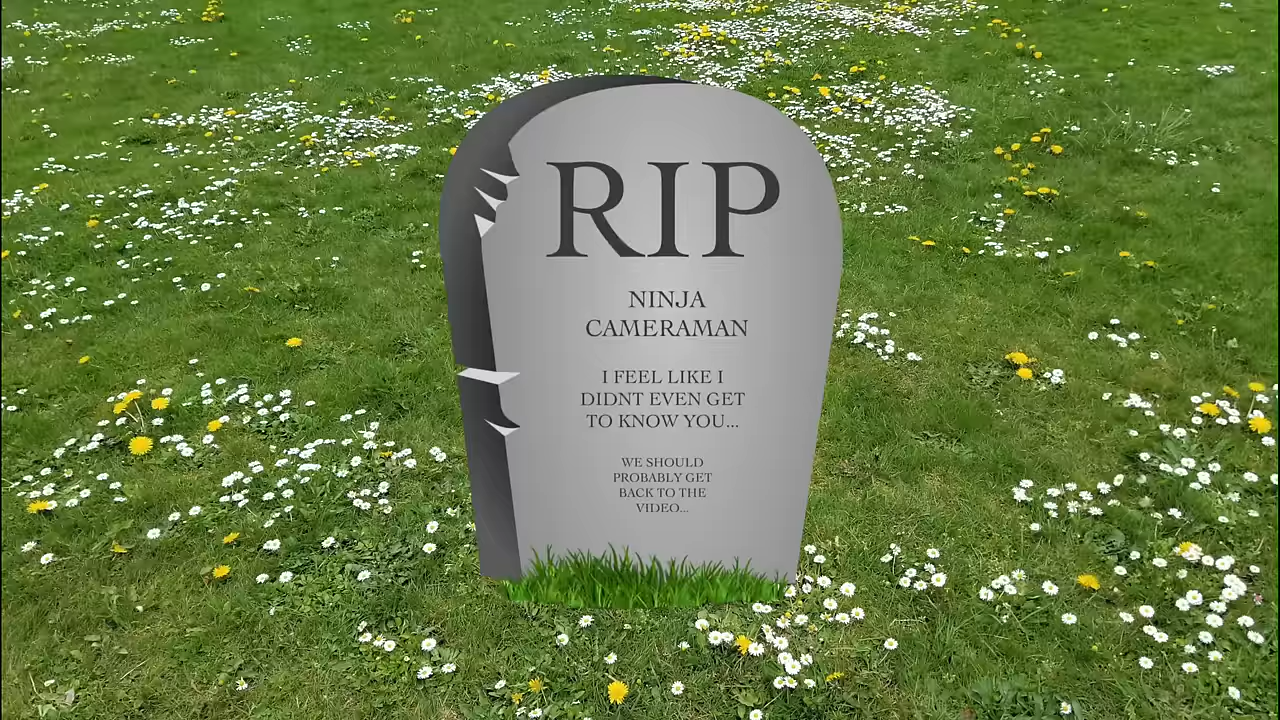 RIP
NINJA
CAMERAMAN
I FEEL LIKE I
DIDNT EVEN GET
TO KNOW YOU...
WE SHOULD
PROBABLY GET
BACK TO THE
VIDEO...